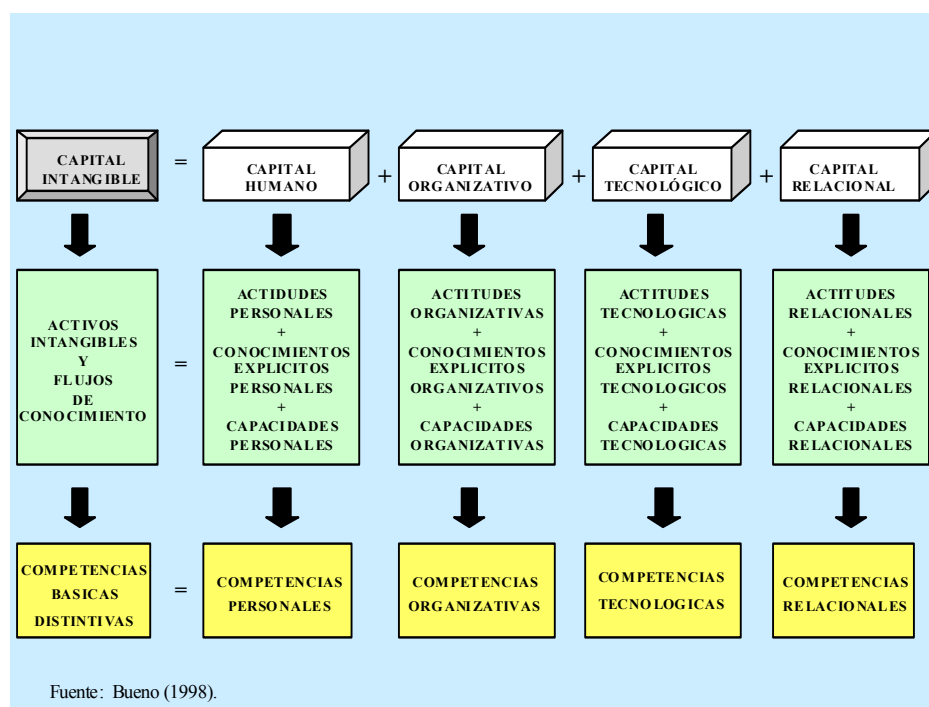 CAPITAL
INTANGIBLE
=
CAPITAL
HUMANO
+
CAPITAL
ORGANIZATIVO
+
CAPITAL
TECNOLÓGICO
+
CAPITAL
RELACIONAL
ACTIVOS
INTANGIBLES
Y
FLUJOS
DE
CONOCIMIENTO
=
ACTIDUDES
PERSONALES
+
CONOCIMIENTOS
EXPLICITOS
PERSONALES
+
CAPACIDADES
PERSONALES
ACTITUDES
ORGANIZATIVAS
+
CONOCIMIENTOS
EXPLICITOS
ORGANIZATIVOS
+
CAPACIDADES
ORGANIZATIVAS
ACTITUDES
TECNOLOGICAS
+
CONOCIMIENTOS
EXPLICITOS
TECNOLOGICOS
+
CAPACIDADES
TECNOLOGICAS
ACTITUDES
RELACIONALES
+
CONOCIMIENTOS
EXPLICITOS
RELACIONALES
+
CAPACIDADES
RELACIONALES
COMPETENCIAS
BASICAS
DISTINTIVAS
=
COMPETENCIAS
PERSONALES
COMPETENCIAS
ORGANIZATIVAS
COMPETENCIAS
TECNOLOGICAS
COMPETENCIAS
RELACIONALES
Fuente: Bueno (1998).